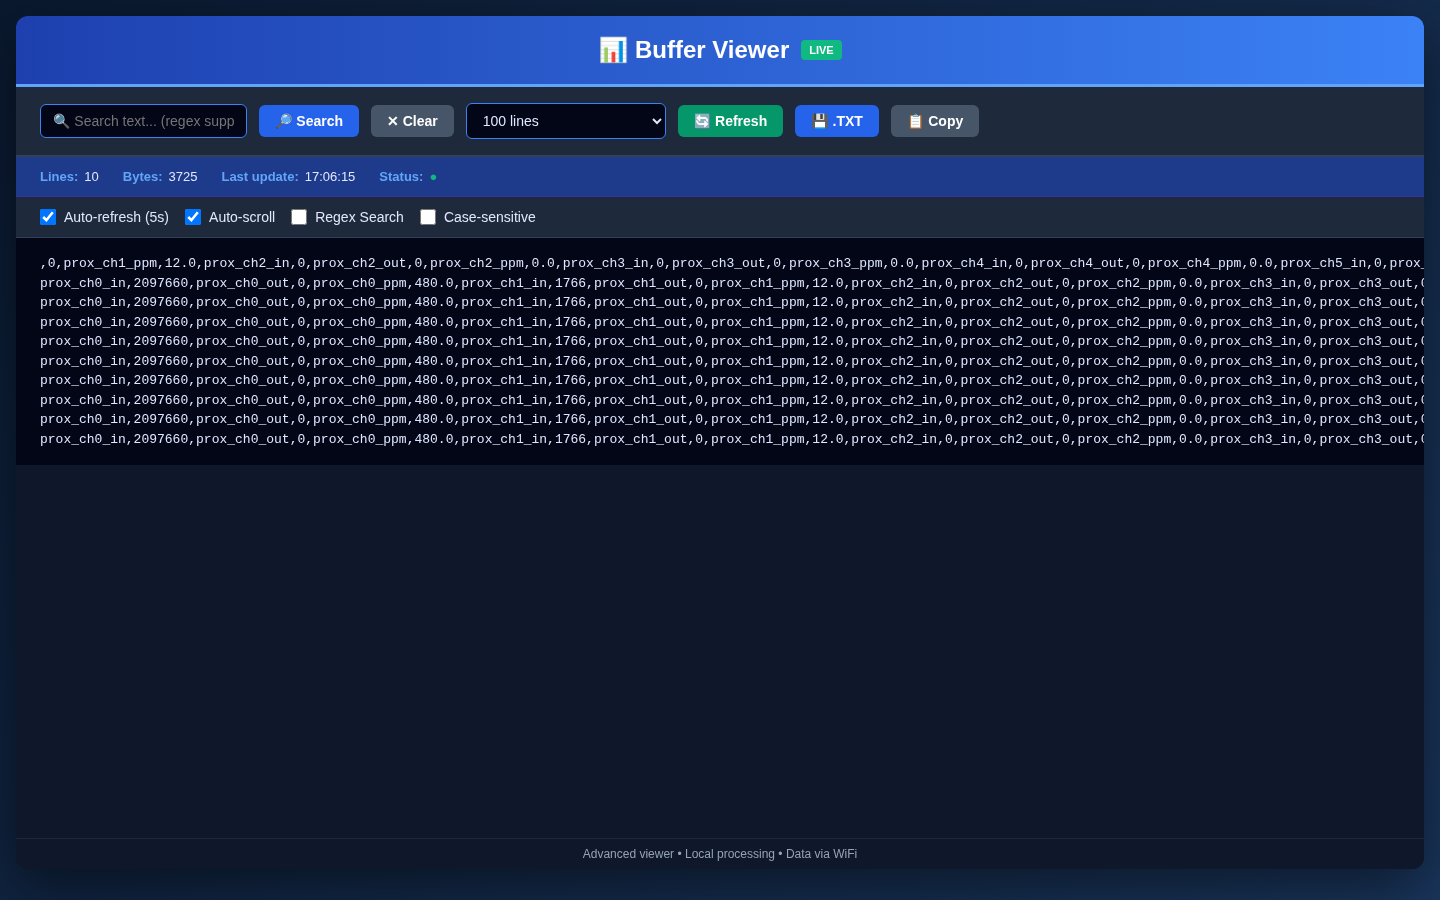 📊 Buffer Viewer LIVE
🔍 Search text... (regex supp
🔎 Search
✕ Clear
100 lines
🔄 Refresh
💾 .TXT
📋 Copy
Lines: 10 Bytes: 3725 Last update: 17:06:15 Status: ●
Auto-refresh (5s) Auto-scroll Regex Search Case-sensitive
,0,prox_ch1_ppm,12.0,prox_ch2_in,0,prox_ch2_out,0,prox_ch2_ppm,0.0,prox_ch3_in,0,prox_ch3_out,0,prox_ch3_ppm,0.0,prox_ch4_in,0,prox_ch4_out,0,prox_ch4_ppm,0.0,prox_ch5_in,0,prox_
prox_ch0_in,2097660,prox_ch0_out,0,prox_ch0_ppm,480.0,prox_ch1_in,1766,prox_ch1_out,0,prox_ch1_ppm,12.0,prox_ch2_in,0,prox_ch2_out,0,prox_ch2_ppm,0.0,prox_ch3_in,0,prox_ch3_out,0
prox_ch0_in,2097660,prox_ch0_out,0,prox_ch0_ppm,480.0,prox_ch1_in,1766,prox_ch1_out,0,prox_ch1_ppm,12.0,prox_ch2_in,0,prox_ch2_out,0,prox_ch2_ppm,0.0,prox_ch3_in,0,prox_ch3_out,0
prox_ch0_in,2097660,prox_ch0_out,0,prox_ch0_ppm,480.0,prox_ch1_in,1766,prox_ch1_out,0,prox_ch1_ppm,12.0,prox_ch2_in,0,prox_ch2_out,0,prox_ch2_ppm,0.0,prox_ch3_in,0,prox_ch3_out,0
prox_ch0_in,2097660,prox_ch0_out,0,prox_ch0_ppm,480.0,prox_ch1_in,1766,prox_ch1_out,0,prox_ch1_ppm,12.0,prox_ch2_in,0,prox_ch2_out,0,prox_ch2_ppm,0.0,prox_ch3_in,0,prox_ch3_out,0
prox_ch0_in,2097660,prox_ch0_out,0,prox_ch0_ppm,480.0,prox_ch1_in,1766,prox_ch1_out,0,prox_ch1_ppm,12.0,prox_ch2_in,0,prox_ch2_out,0,prox_ch2_ppm,0.0,prox_ch3_in,0,prox_ch3_out,0
prox_ch0_in,2097660,prox_ch0_out,0,prox_ch0_ppm,480.0,prox_ch1_in,1766,prox_ch1_out,0,prox_ch1_ppm,12.0,prox_ch2_in,0,prox_ch2_out,0,prox_ch2_ppm,0.0,prox_ch3_in,0,prox_ch3_out,0
prox_ch0_in,2097660,prox_ch0_out,0,prox_ch0_ppm,480.0,prox_ch1_in,1766,prox_ch1_out,0,prox_ch1_ppm,12.0,prox_ch2_in,0,prox_ch2_out,0,prox_ch2_ppm,0.0,prox_ch3_in,0,prox_ch3_out,0
prox_ch0_in,2097660,prox_ch0_out,0,prox_ch0_ppm,480.0,prox_ch1_in,1766,prox_ch1_out,0,prox_ch1_ppm,12.0,prox_ch2_in,0,prox_ch2_out,0,prox_ch2_ppm,0.0,prox_ch3_in,0,prox_ch3_out,0
prox_ch0_in,2097660,prox_ch0_out,0,prox_ch0_ppm,480.0,prox_ch1_in,1766,prox_ch1_out,0,prox_ch1_ppm,12.0,prox_ch2_in,0,prox_ch2_out,0,prox_ch2_ppm,0.0,prox_ch3_in,0,prox_ch3_out,0
Advanced viewer • Local processing • Data via WiFi